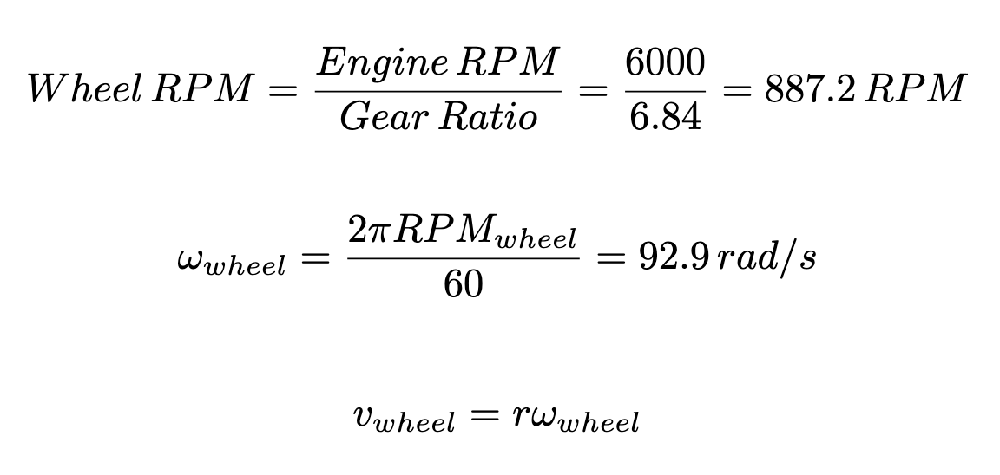 Wheel RPM = Engine RPM / Gear Ratio = 6000 / 6.84 = 887.2 RPM
ω_wheel = 2πRPM_wheel / 60 = 92.9 rad/s
v_wheel = rω_wheel